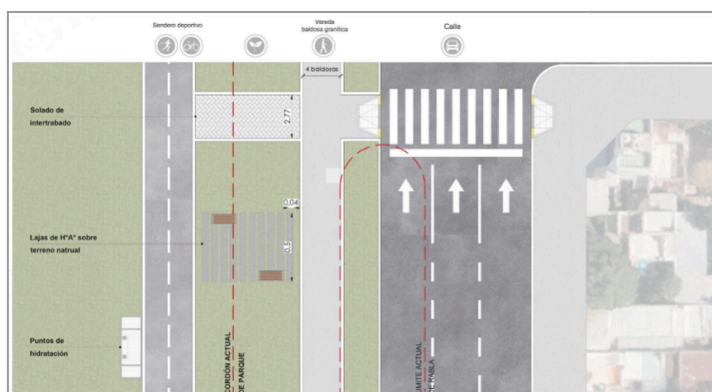 Sendero deportivo
Vereda
baldosa granítica
Calle
4 baldosas
Solado de
intertrabado
2,77
0,04
Lajas de H°A° sobre
terreno natrual
Puntos de
hidratación
CORDÓN ACTUAL
DE PARQUE
LIMITE ACTUAL